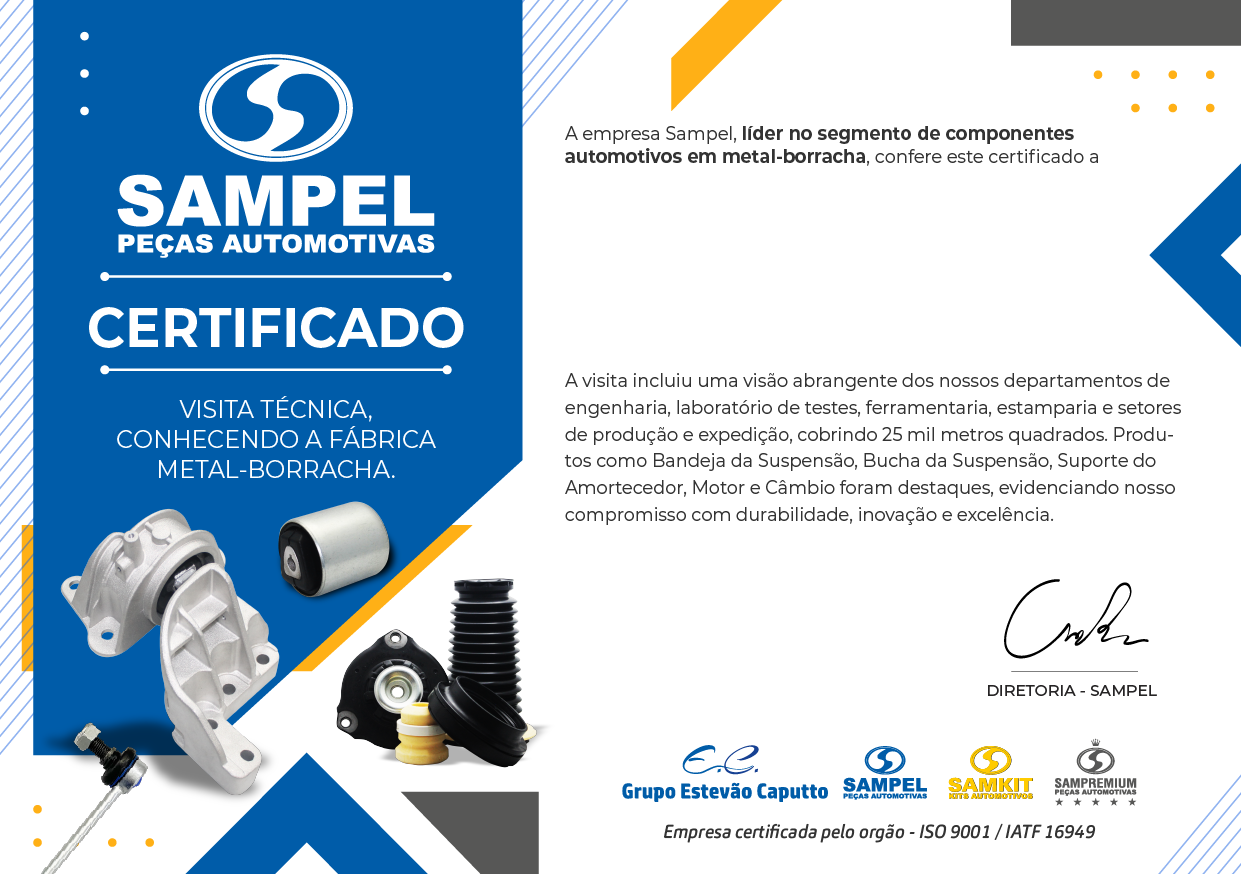 SAMPEL
PEÇAS AUTOMOTIVAS
CERTIFICADO
VISITA TÉCNICA,
CONHECENDO A FÁBRICA
METAL-BORRACHA.
A empresa Sampel, líder no segmento de componentes
automotivos em metal-borracha, confere este certificado a
A visita incluiu uma visão abrangente dos nossos departamentos de
engenharia, laboratório de testes, ferramentaria, estamparia e setores
de produção e expedição, cobrindo 25 mil metros quadrados. Produ-
tos como Bandeja da Suspensão, Bucha da Suspensão, Suporte do
Amortecedor, Motor e Câmbio foram destaques, evidenciando nosso
compromisso com durabilidade, inovação e excelência.
DIRETORIA - SAMPEL
E.C.
Grupo Estevão Caputto
SAMPEL
PEÇAS AUTOMOTIVAS
SAMKIT
KITS AUTOMOTIVOS
SAMPREMIUM
PEÇAS AUTOMOTIVAS
Empresa certificada pelo orgão - ISO 9001 / IATF 16949